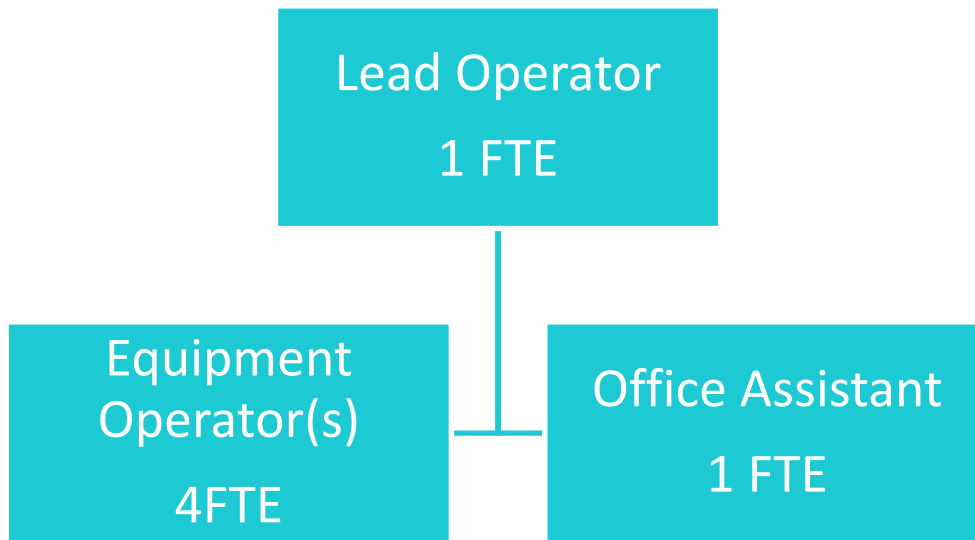 Lead Operator
1 FTE
Equipment
Operator(s)
4FTE
Office Assistant
1 FTE